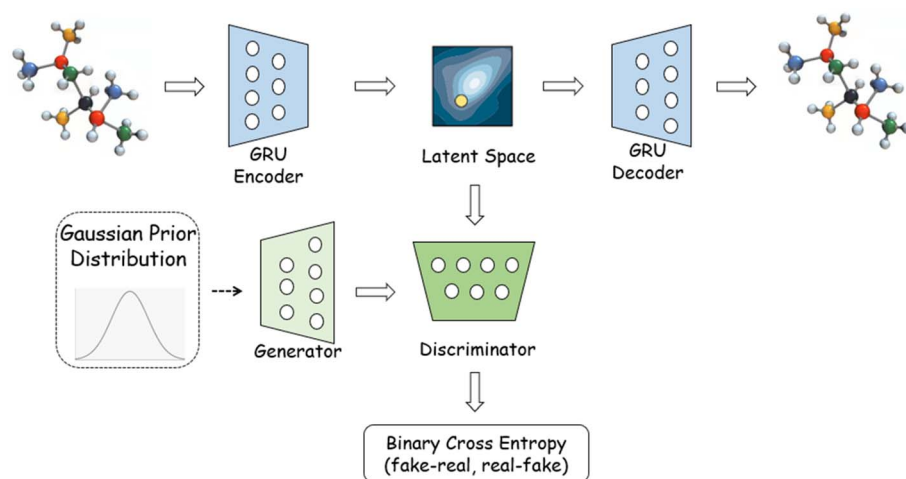 GRU
Encoder
Latent Space
GRU
Decoder
Gaussian Prior
Distribution
Generator
Discriminator
Binary Cross Entropy
(fake-real, real-fake)